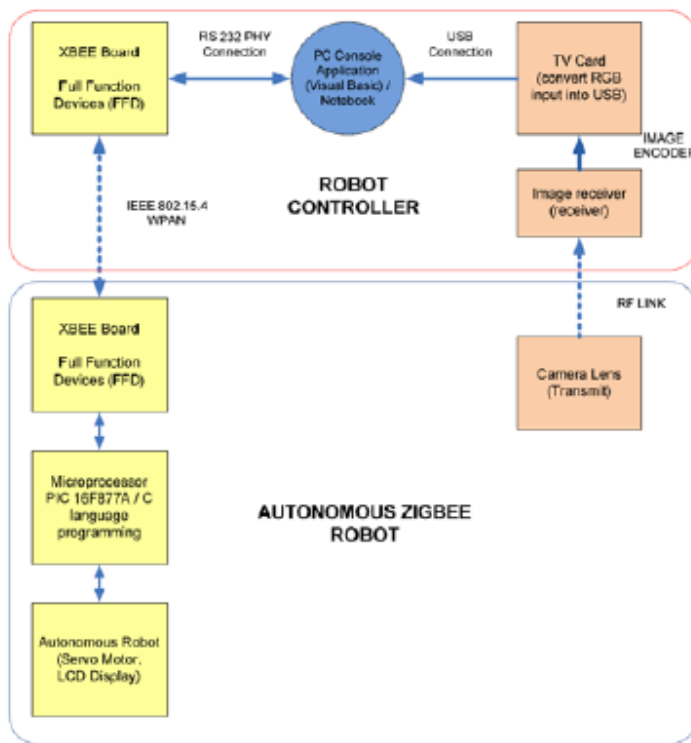 XBEE Board
Full Function
Devices (FFD)
RS 232 PHY
Connection
PC Console
Application
(Visual Basic) /
Notebook
USB
Connection
TV Card
(convert RGB
input into USB)
IMAGE
ENCODER
Image receiver
(receiver)
ROBOT
CONTROLLER
IEEE 802.15.4
WPAN
RF LINK
XBEE Board
Full Function
Devices (FFD)
Camera Lens
(Transmit)
Microprocessor
PIC 16F877A / C
language
programming
AUTONOMOUS ZIGBEE
ROBOT
Autonomous Robot
(Servo Motor,
LCD Display)